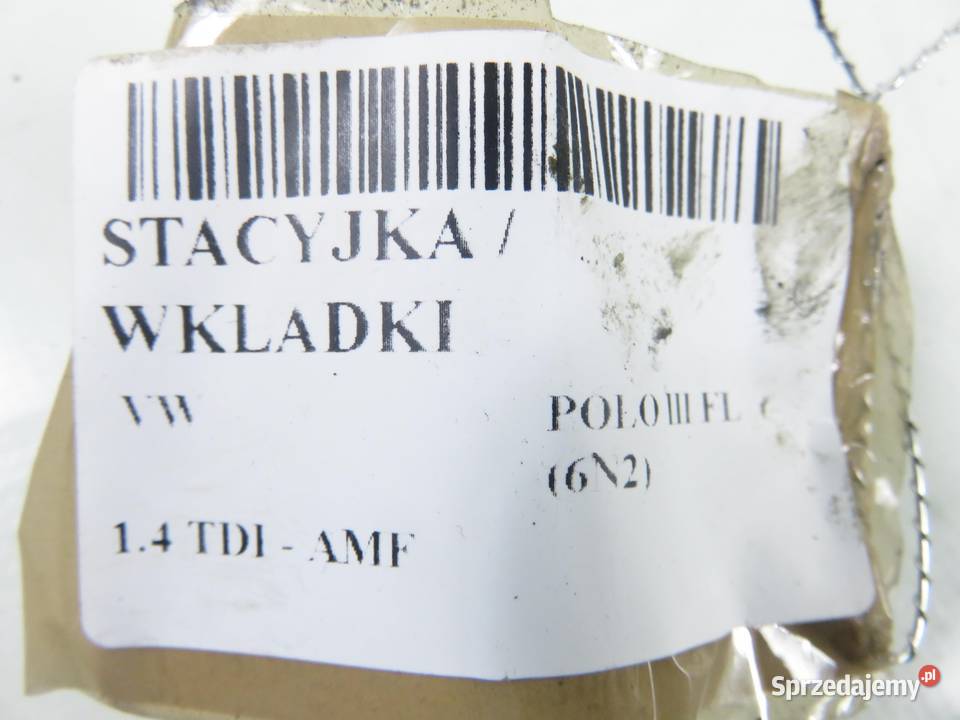 STACYJKA /
WKLADKI
VW
POLO III FL
(6N2)
1.4 TDI - AMF
Sprzedajemy.pl